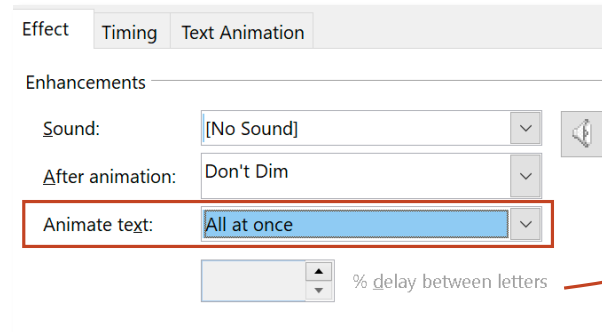 Effect Timing Text Animation
Enhancements
Sound: [No Sound]
After animation: Don't Dim
Animate text: All at once
% delay between letters